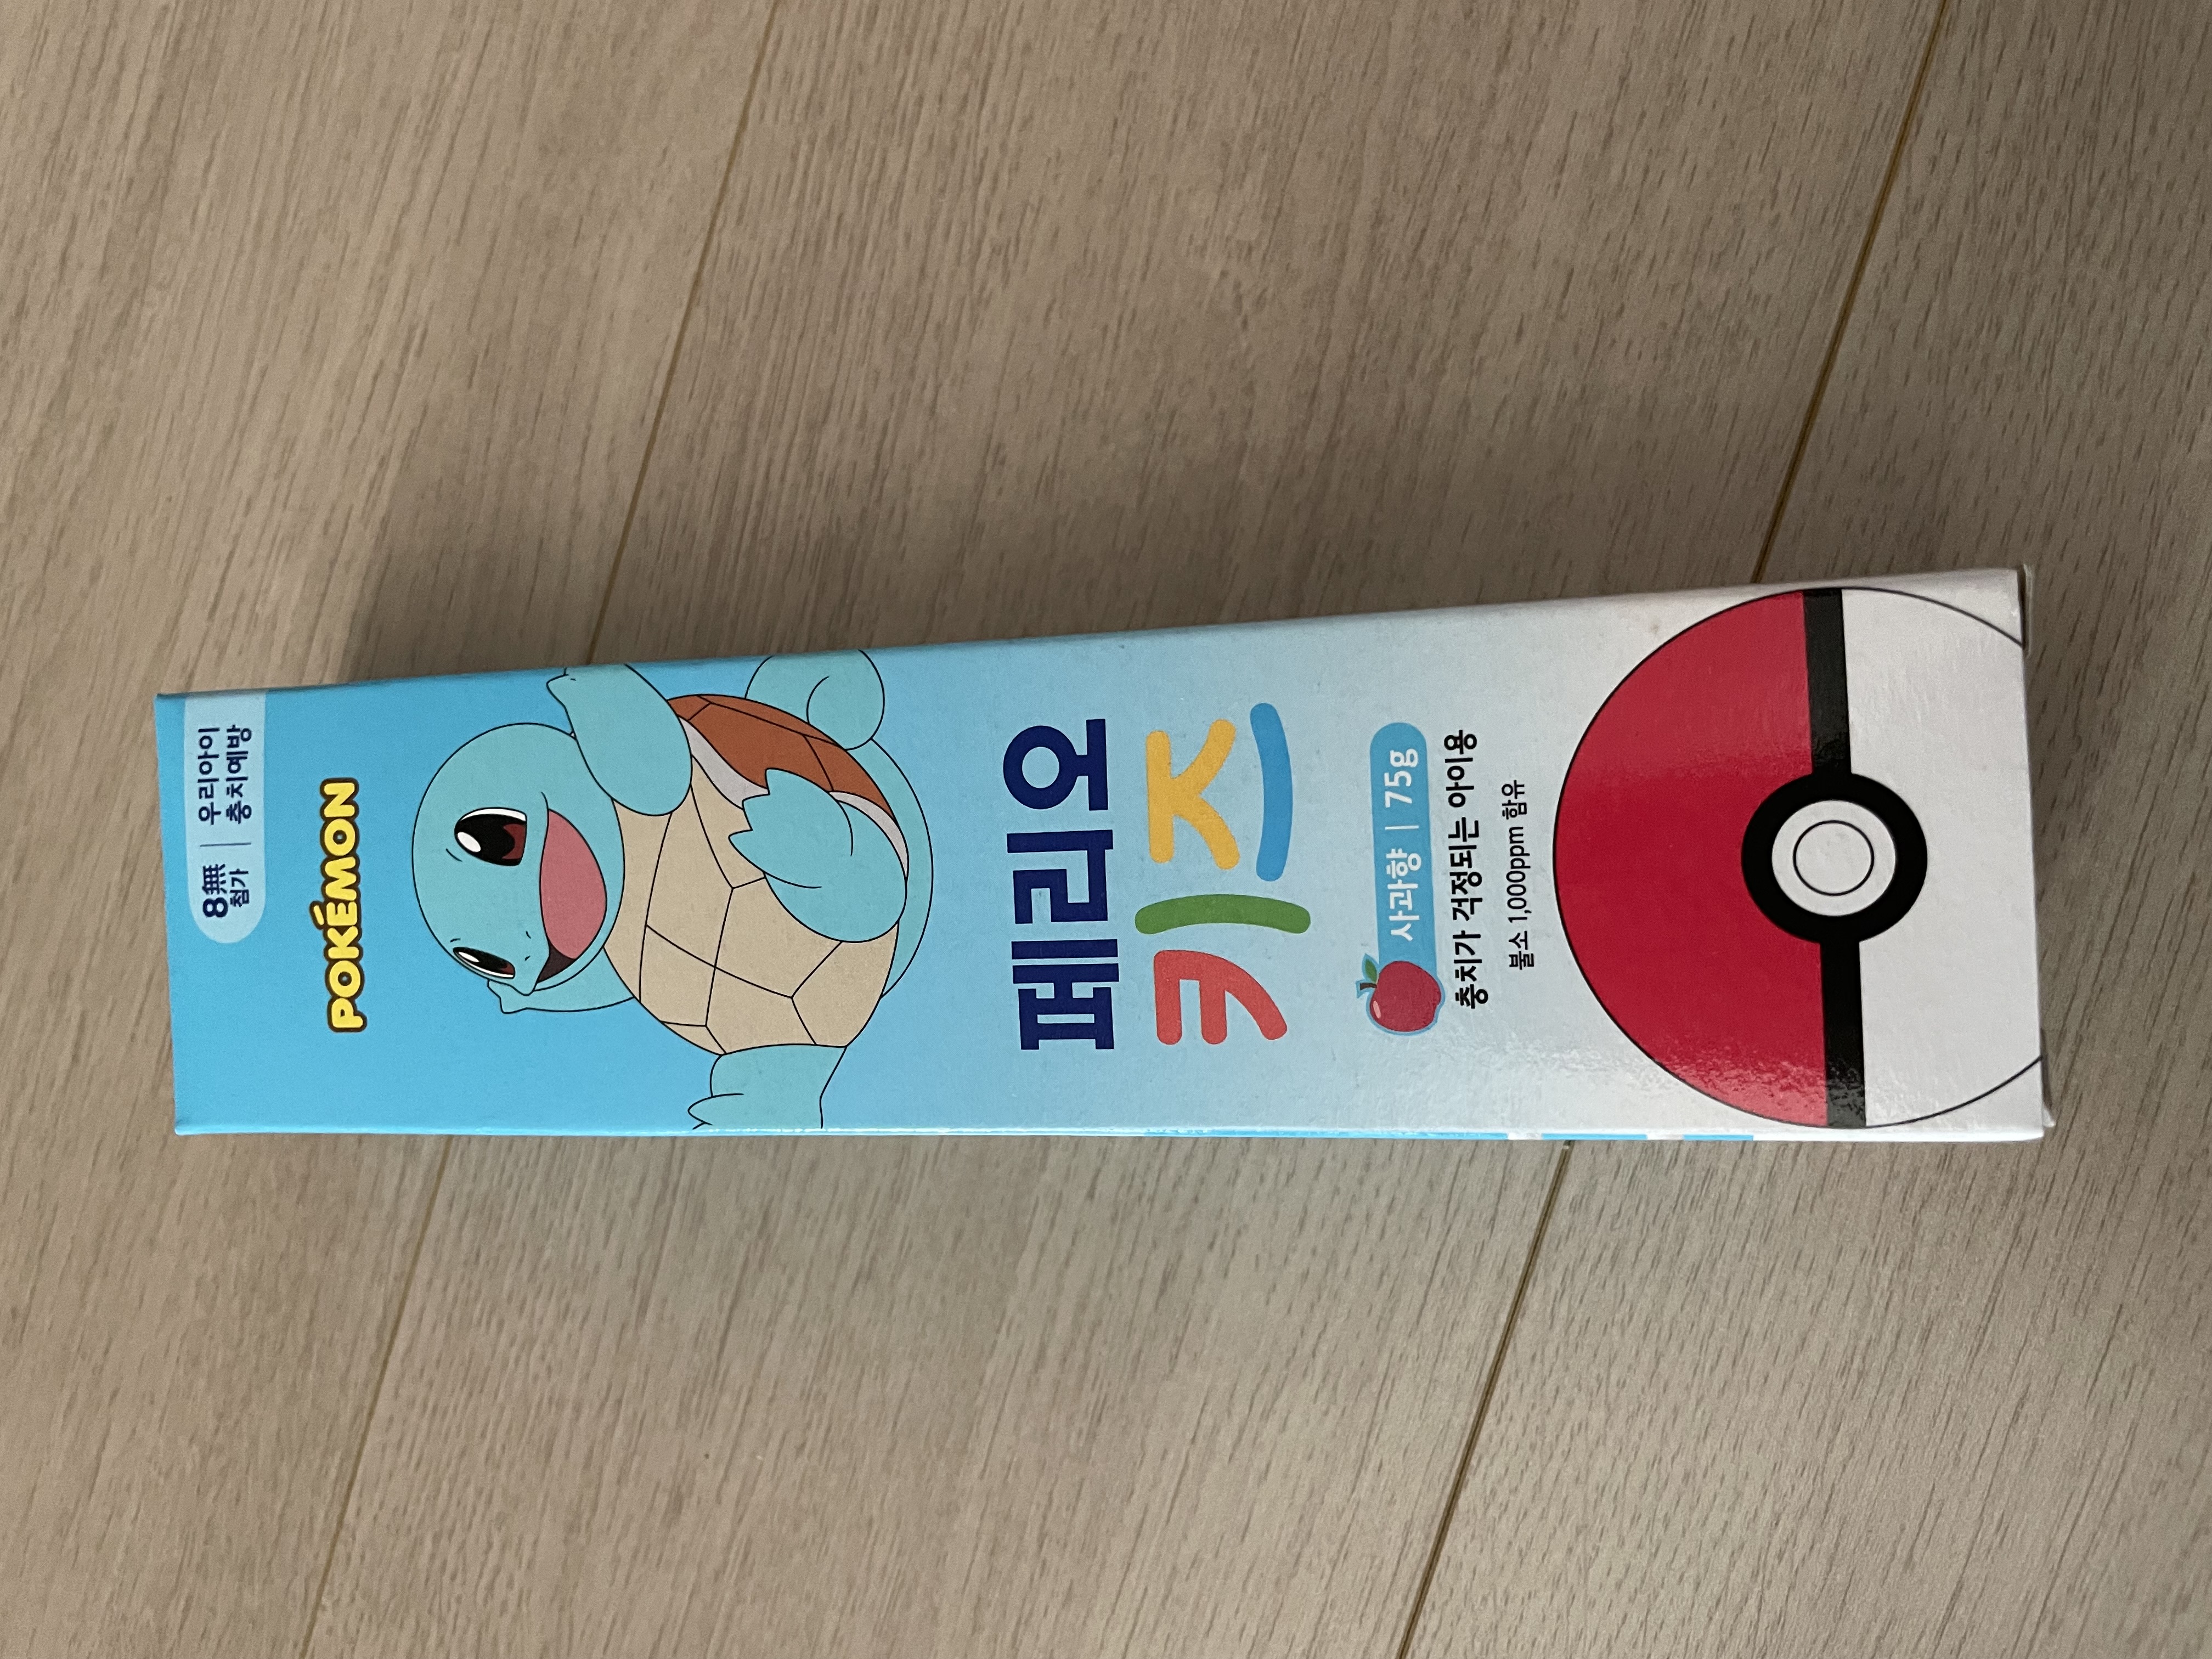 8無 첨가 | 우리아이 충치예방
POKÉMON
페리오
키즈
사과향 | 75g
충치가 걱정되는 아이용
불소 1,000ppm 함유